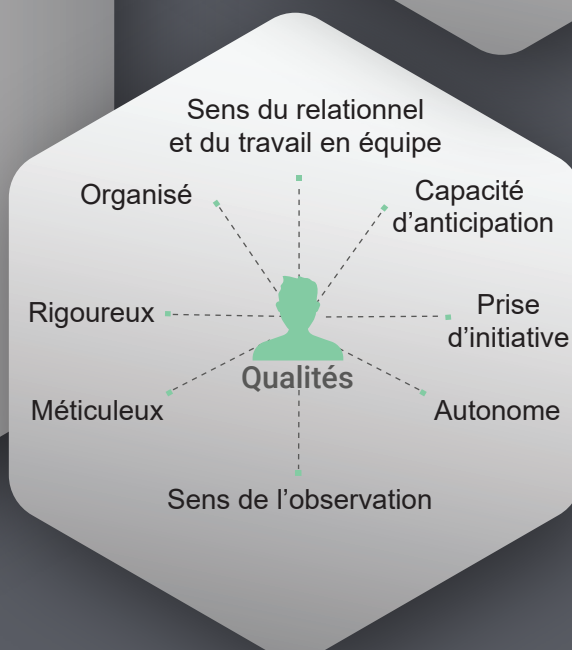 Sens du relationnel
et du travail en équipe
Organisé
Capacité
d’anticipation
Rigoureux
Prise
d’initiative
Qualités
Méticuleux
Autonome
Sens de l’observation